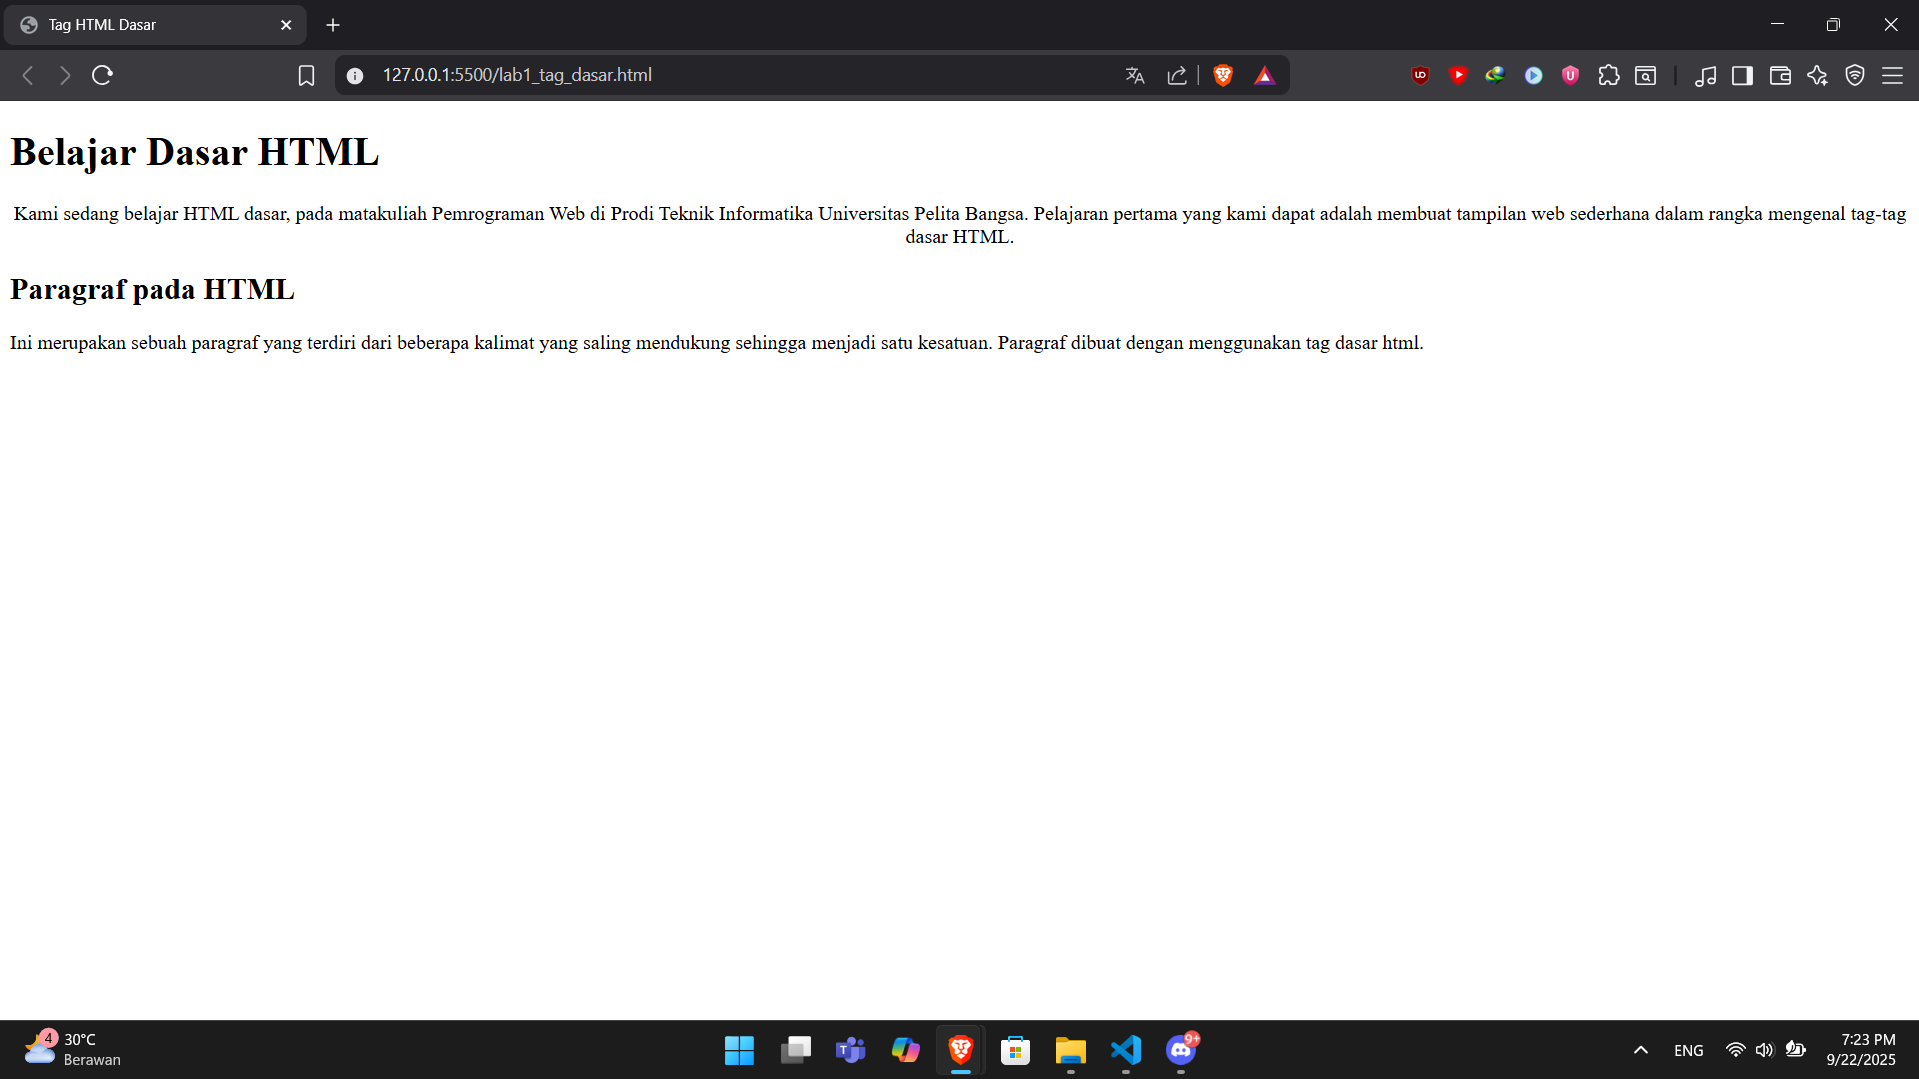 Tag HTML Dasar
127.0.0.1:5500/lab1_tag_dasar.html
Belajar Dasar HTML
Kami sedang belajar HTML dasar, pada matakuliah Pemrograman Web di Prodi Teknik Informatika Universitas Pelita Bangsa. Pelajaran pertama yang kami dapat adalah membuat tampilan web sederhana dalam rangka mengenal tag-tag
dasar HTML.
Paragraf pada HTML
Ini merupakan sebuah paragraf yang terdiri dari beberapa kalimat yang saling mendukung sehingga menjadi satu kesatuan. Paragraf dibuat dengan menggunakan tag dasar html.
4
30°C
Berawan
9+
ENG
7:23 PM
9/22/2025